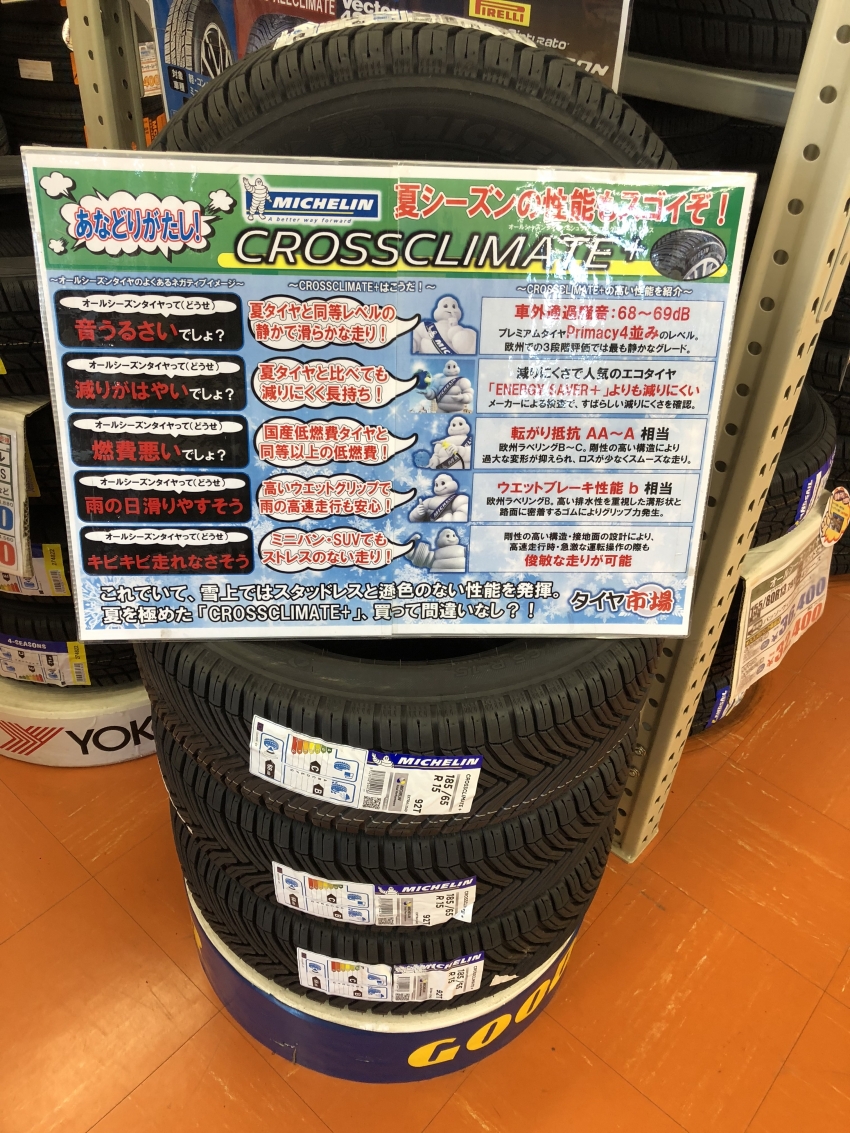 Vector
PIRELLI
あなどりがたし!
MICHELIN
A better way forward
夏シーズンの性能もスゴイぞ!
CROSSCLIMATE+
～オールシーズンタイヤのよくあるネガティブイメージ～
～CROSSCLIMATE+はこうだ!～
～CROSSCLIMATE+の高い性能を紹介～
オールシーズンタイヤって(どうせ)
音うるさいでしょ?
夏タイヤと同等レベルの
静かで滑らかな走り!
車外通過騒音:68～69dB
プレミアムタイヤPrimacy4並みのレベル。
欧州での3段階評価では最も静かなグレード。
オールシーズンタイヤって(どうせ)
減りがはやいでしょ?
夏タイヤと比べても
減りにくく長持ち!
減りにくさで人気のエコタイヤ
「ENERGY SAVER+」よりも減りにくい
メーカーによる検査で、すばらしい減りにくさを確認。
オールシーズンタイヤって(どうせ)
燃費悪いでしょ?
国産低燃費タイヤと
同等以上の低燃費!
転がり抵抗 AA～A 相当
欧州ラベリングB～C。剛性の高い構造により
過大な変形が抑えられ、ロスが少なくスムーズな走り。
オールシーズンタイヤって(どうせ)
雨の日滑りやすそう
高いウエットグリップで
雨の高速走行も安心!
ウエットブレーキ性能 b 相当
欧州ラベリングB。高い排水性を重視した溝形状と
路面に密着するゴムによりグリップ力発生。
オールシーズンタイヤって(どうせ)
キビキビ走れなさそう
ミニバン・SUVでも
ストレスのない走り!
剛性の高い構造・接地面の設計により、
高速走行時・急激な運転操作の際も
俊敏な走りが可能
これでいて、雪上ではスタッドレスと遜色のない性能を発揮。
夏を極めた「CROSSCLIMATE+」、買って間違いなし?!
タイヤ市場
4-SEASONS
YOK
MICHELIN
CROSSCLIMATE +
185/65
R 15
92T
MICHELIN
185/65
R 15
92T
MICHELIN
185/65
R 15
92T
GOOD